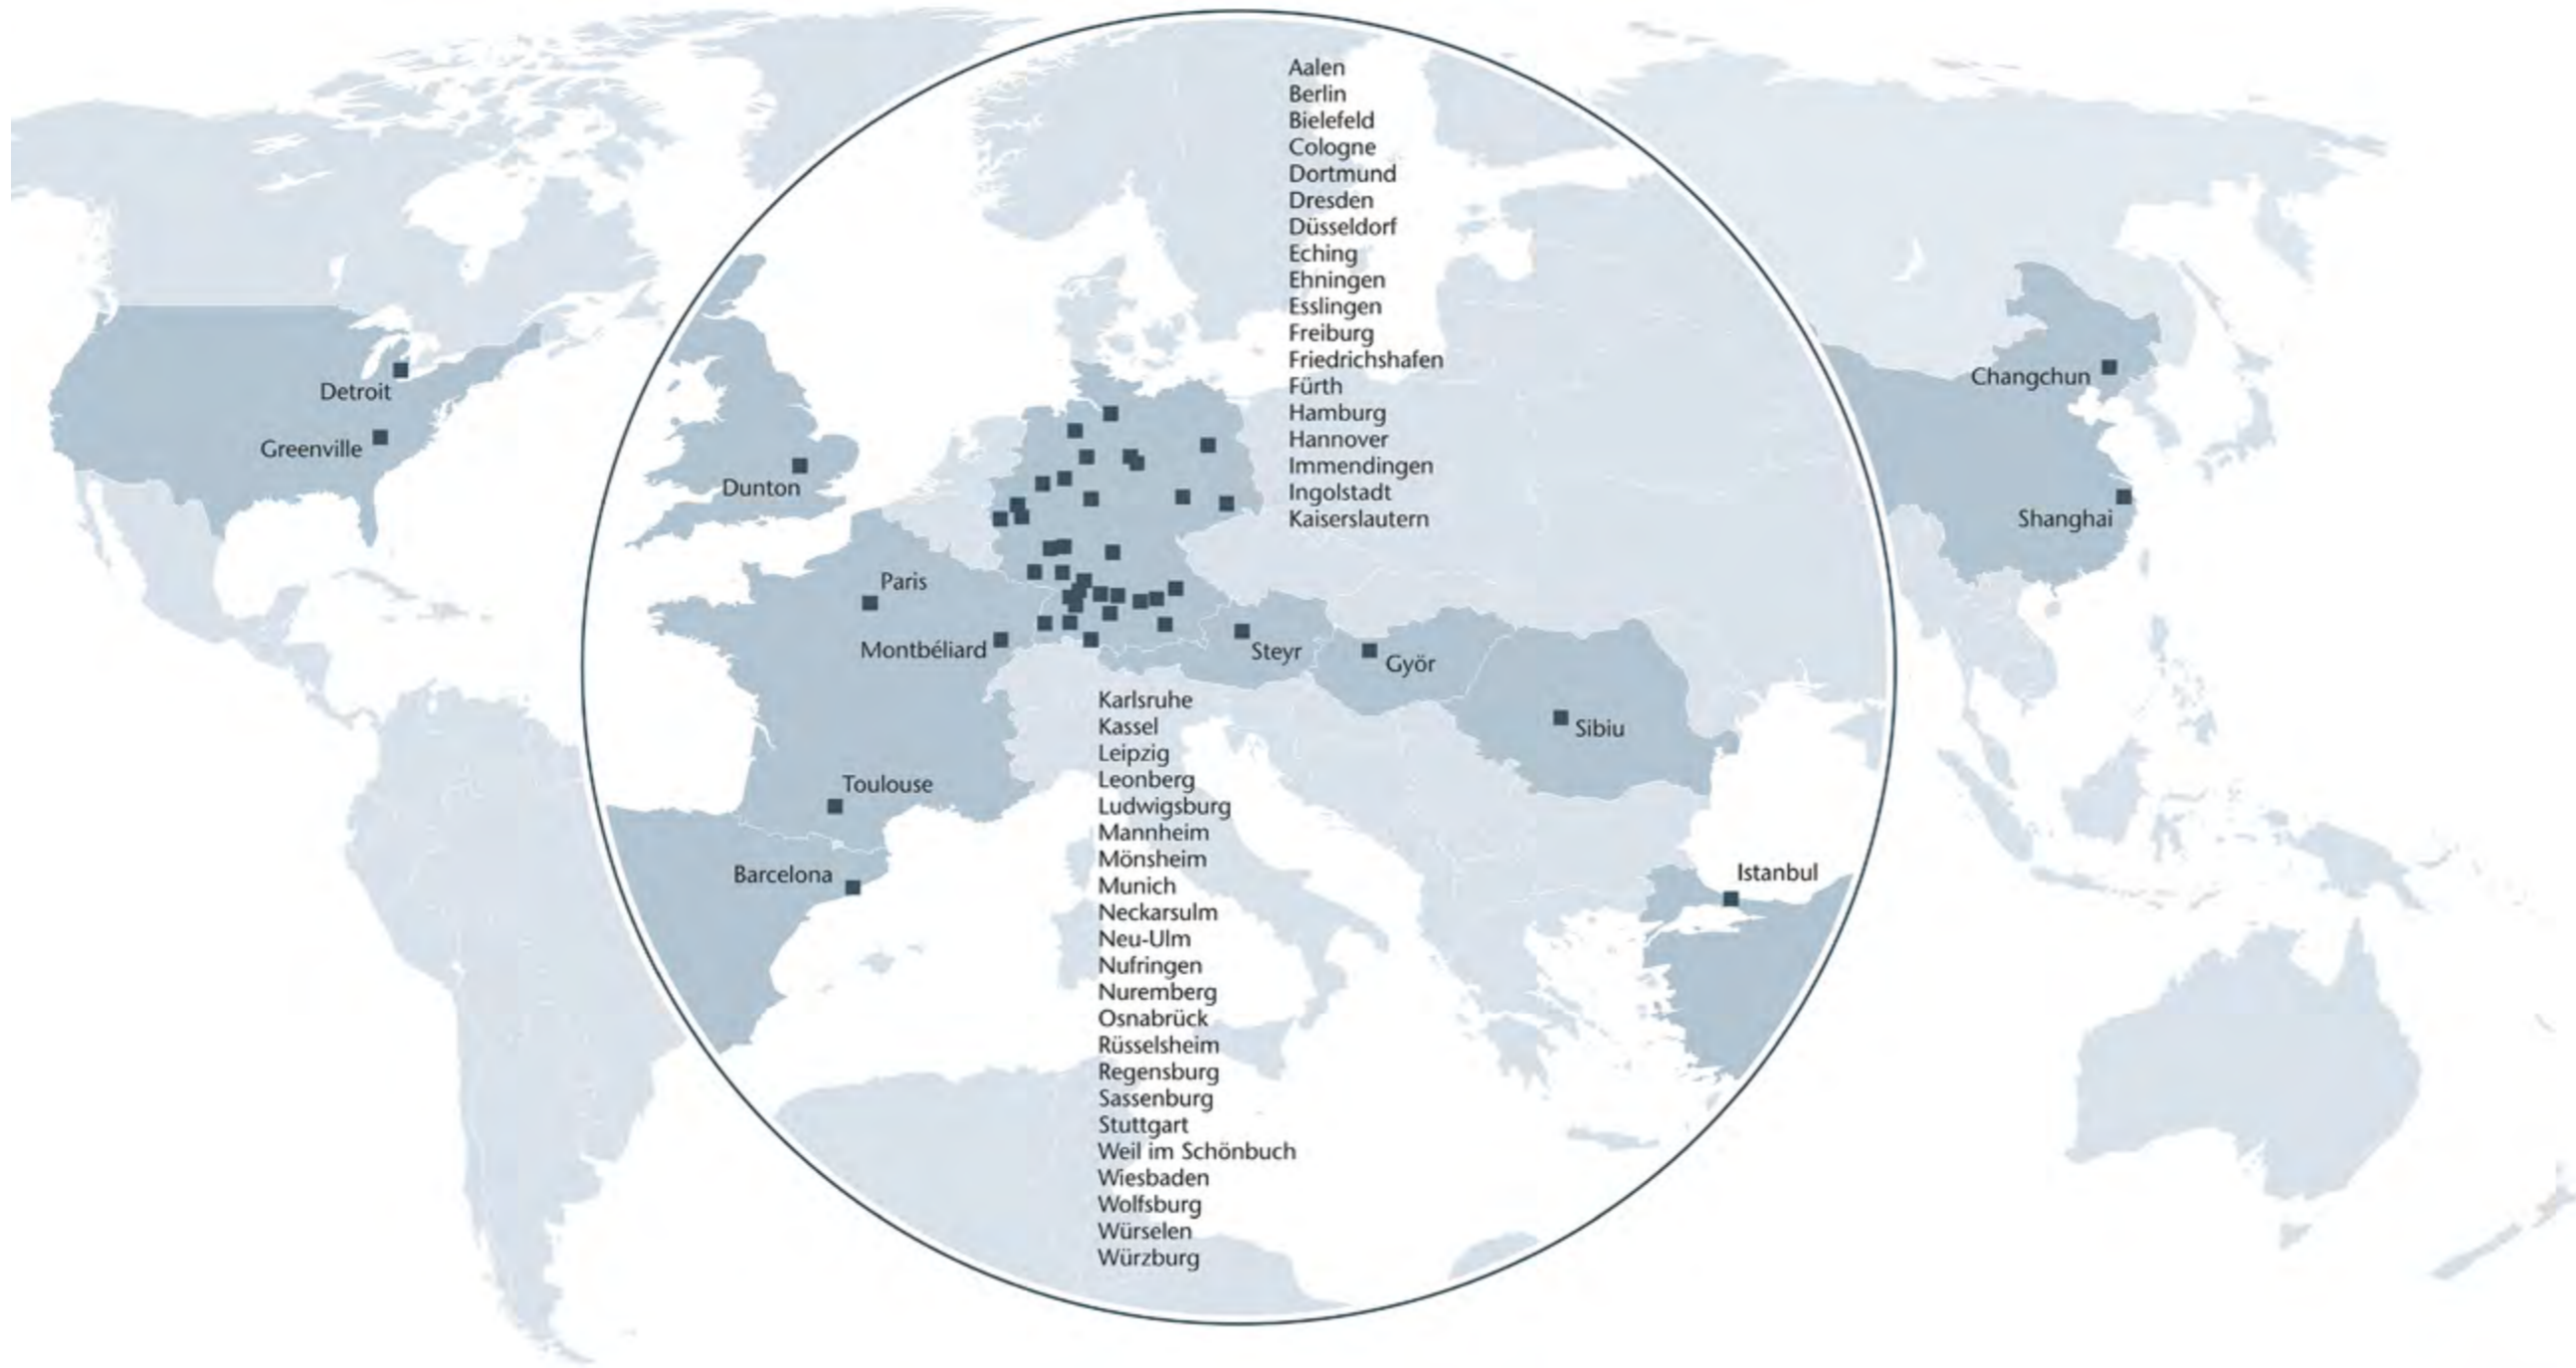 Detroit
Greenville
Dunton
Paris
Montbéliard
Toulouse
Barcelona
Aalen
Berlin
Bielefeld
Cologne
Dortmund
Dresden
Düsseldorf
Eching
Ehningen
Esslingen
Freiburg
Friedrichshafen
Fürth
Hamburg
Hannover
Immendingen
Ingolstadt
Kaiserslautern
Karlsruhe
Kassel
Leipzig
Leonberg
Ludwigsburg
Mannheim
Mönsheim
Munich
Neckarsulm
Neu-Ulm
Nufringen
Nuremberg
Osnabrück
Rüsselsheim
Regensburg
Sassenburg
Stuttgart
Weil im Schönbuch
Wiesbaden
Wolfsburg
Würselen
Würzburg
Steyr
Györ
Sibiu
Istanbul
Changchun
Shanghai